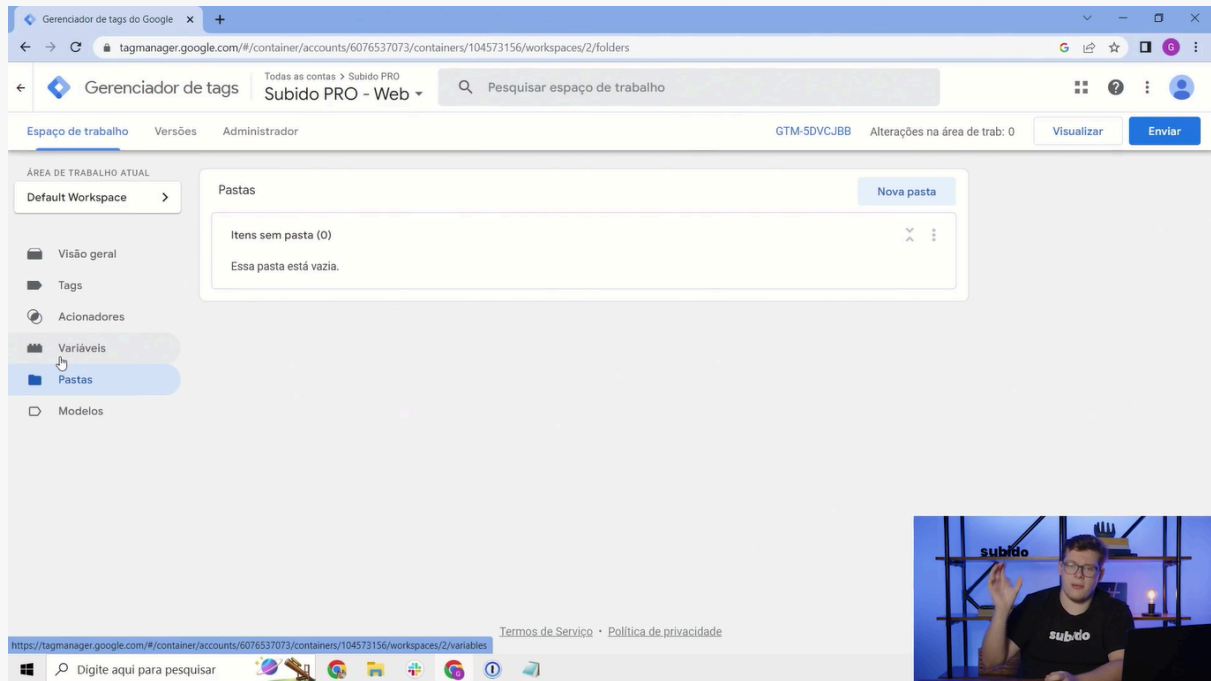 Gerenciador de tags do Google
tagmanager.google.com/#/container/accounts/6076537073/containers/104573156/workspaces/2/folders
G
Gerenciador de tags
Todas as contas > Subido PRO
Subido PRO - Web
Pesquisar espaço de trabalho
Espaço de trabalho
Versões
Administrador
GTM-5DVCJBB
Alterações na área de trab: 0
Visualizar
Enviar
ÁREA DE TRABALHO ATUAL
Default Workspace
Pastas
Nova pasta
Itens sem pasta (0)
Essa pasta está vazia.
Visão geral
Tags
Acionadores
Variáveis
Pastas
Modelos
subido
subido
Termos de Serviço • Política de privacidade
https://tagmanager.google.com/#/container/accounts/6076537073/containers/104573156/workspaces/2/variables
Digite aqui para pesquisar